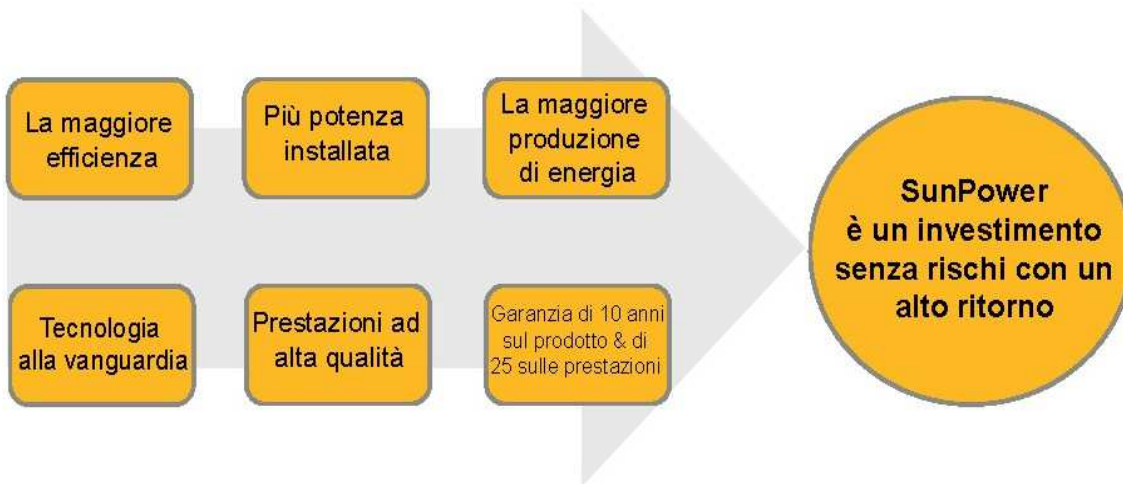 La maggiore
efficienza
Più potenza
installata
La maggiore
produzione
di energia
Tecnologia
alla vanguardia
Prestazioni ad
alta qualità
Garanzia di 10 anni
sul prodotto & di
25 sulle prestazioni
SunPower
è un investimento
senza rischi con un
alto ritorno